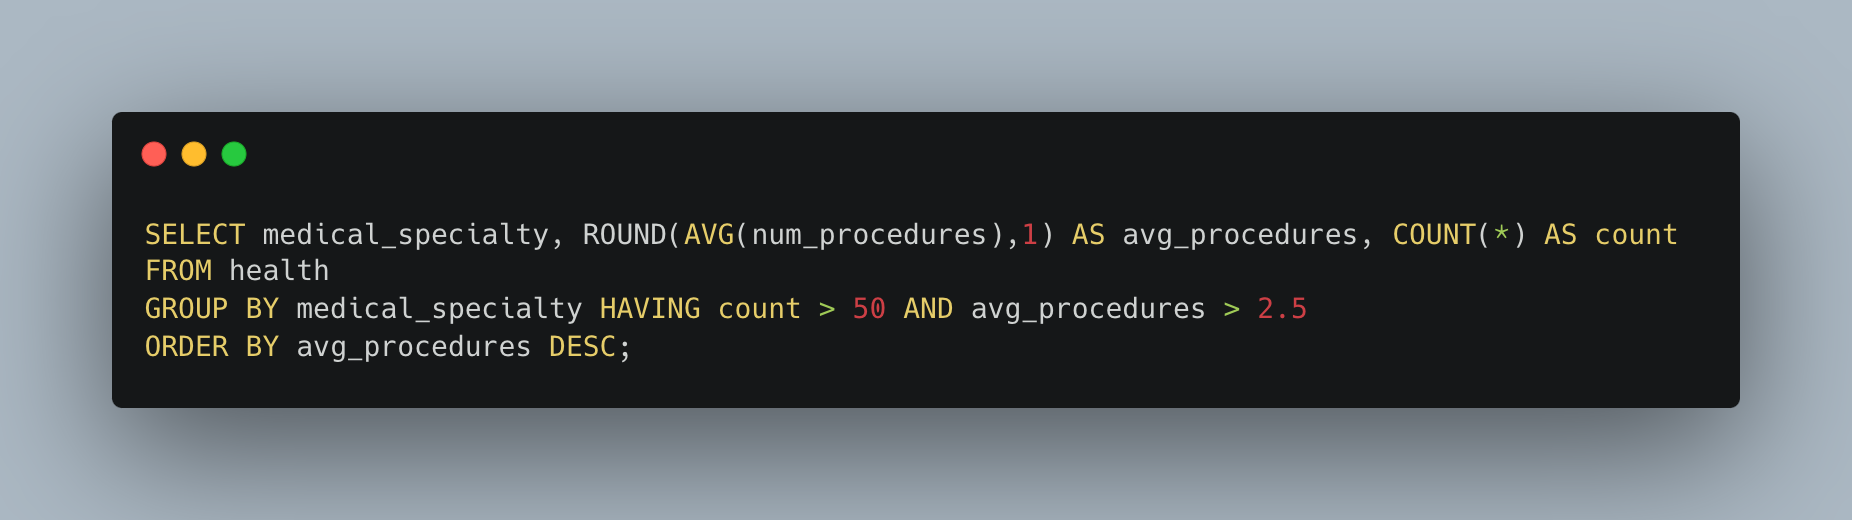 SELECT medical_specialty, ROUND(AVG(num_procedures),1) AS avg_procedures, COUNT(*) AS count
FROM health
GROUP BY medical_specialty HAVING count > 50 AND avg_procedures > 2.5
ORDER BY avg_procedures DESC;